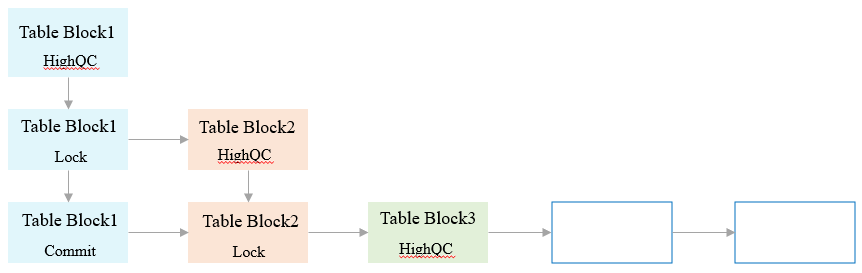 Table Block1
HighQC
Table Block1
Lock
Table Block2
HighQC
Table Block1
Commit
Table Block2
Lock
Table Block3
HighQC